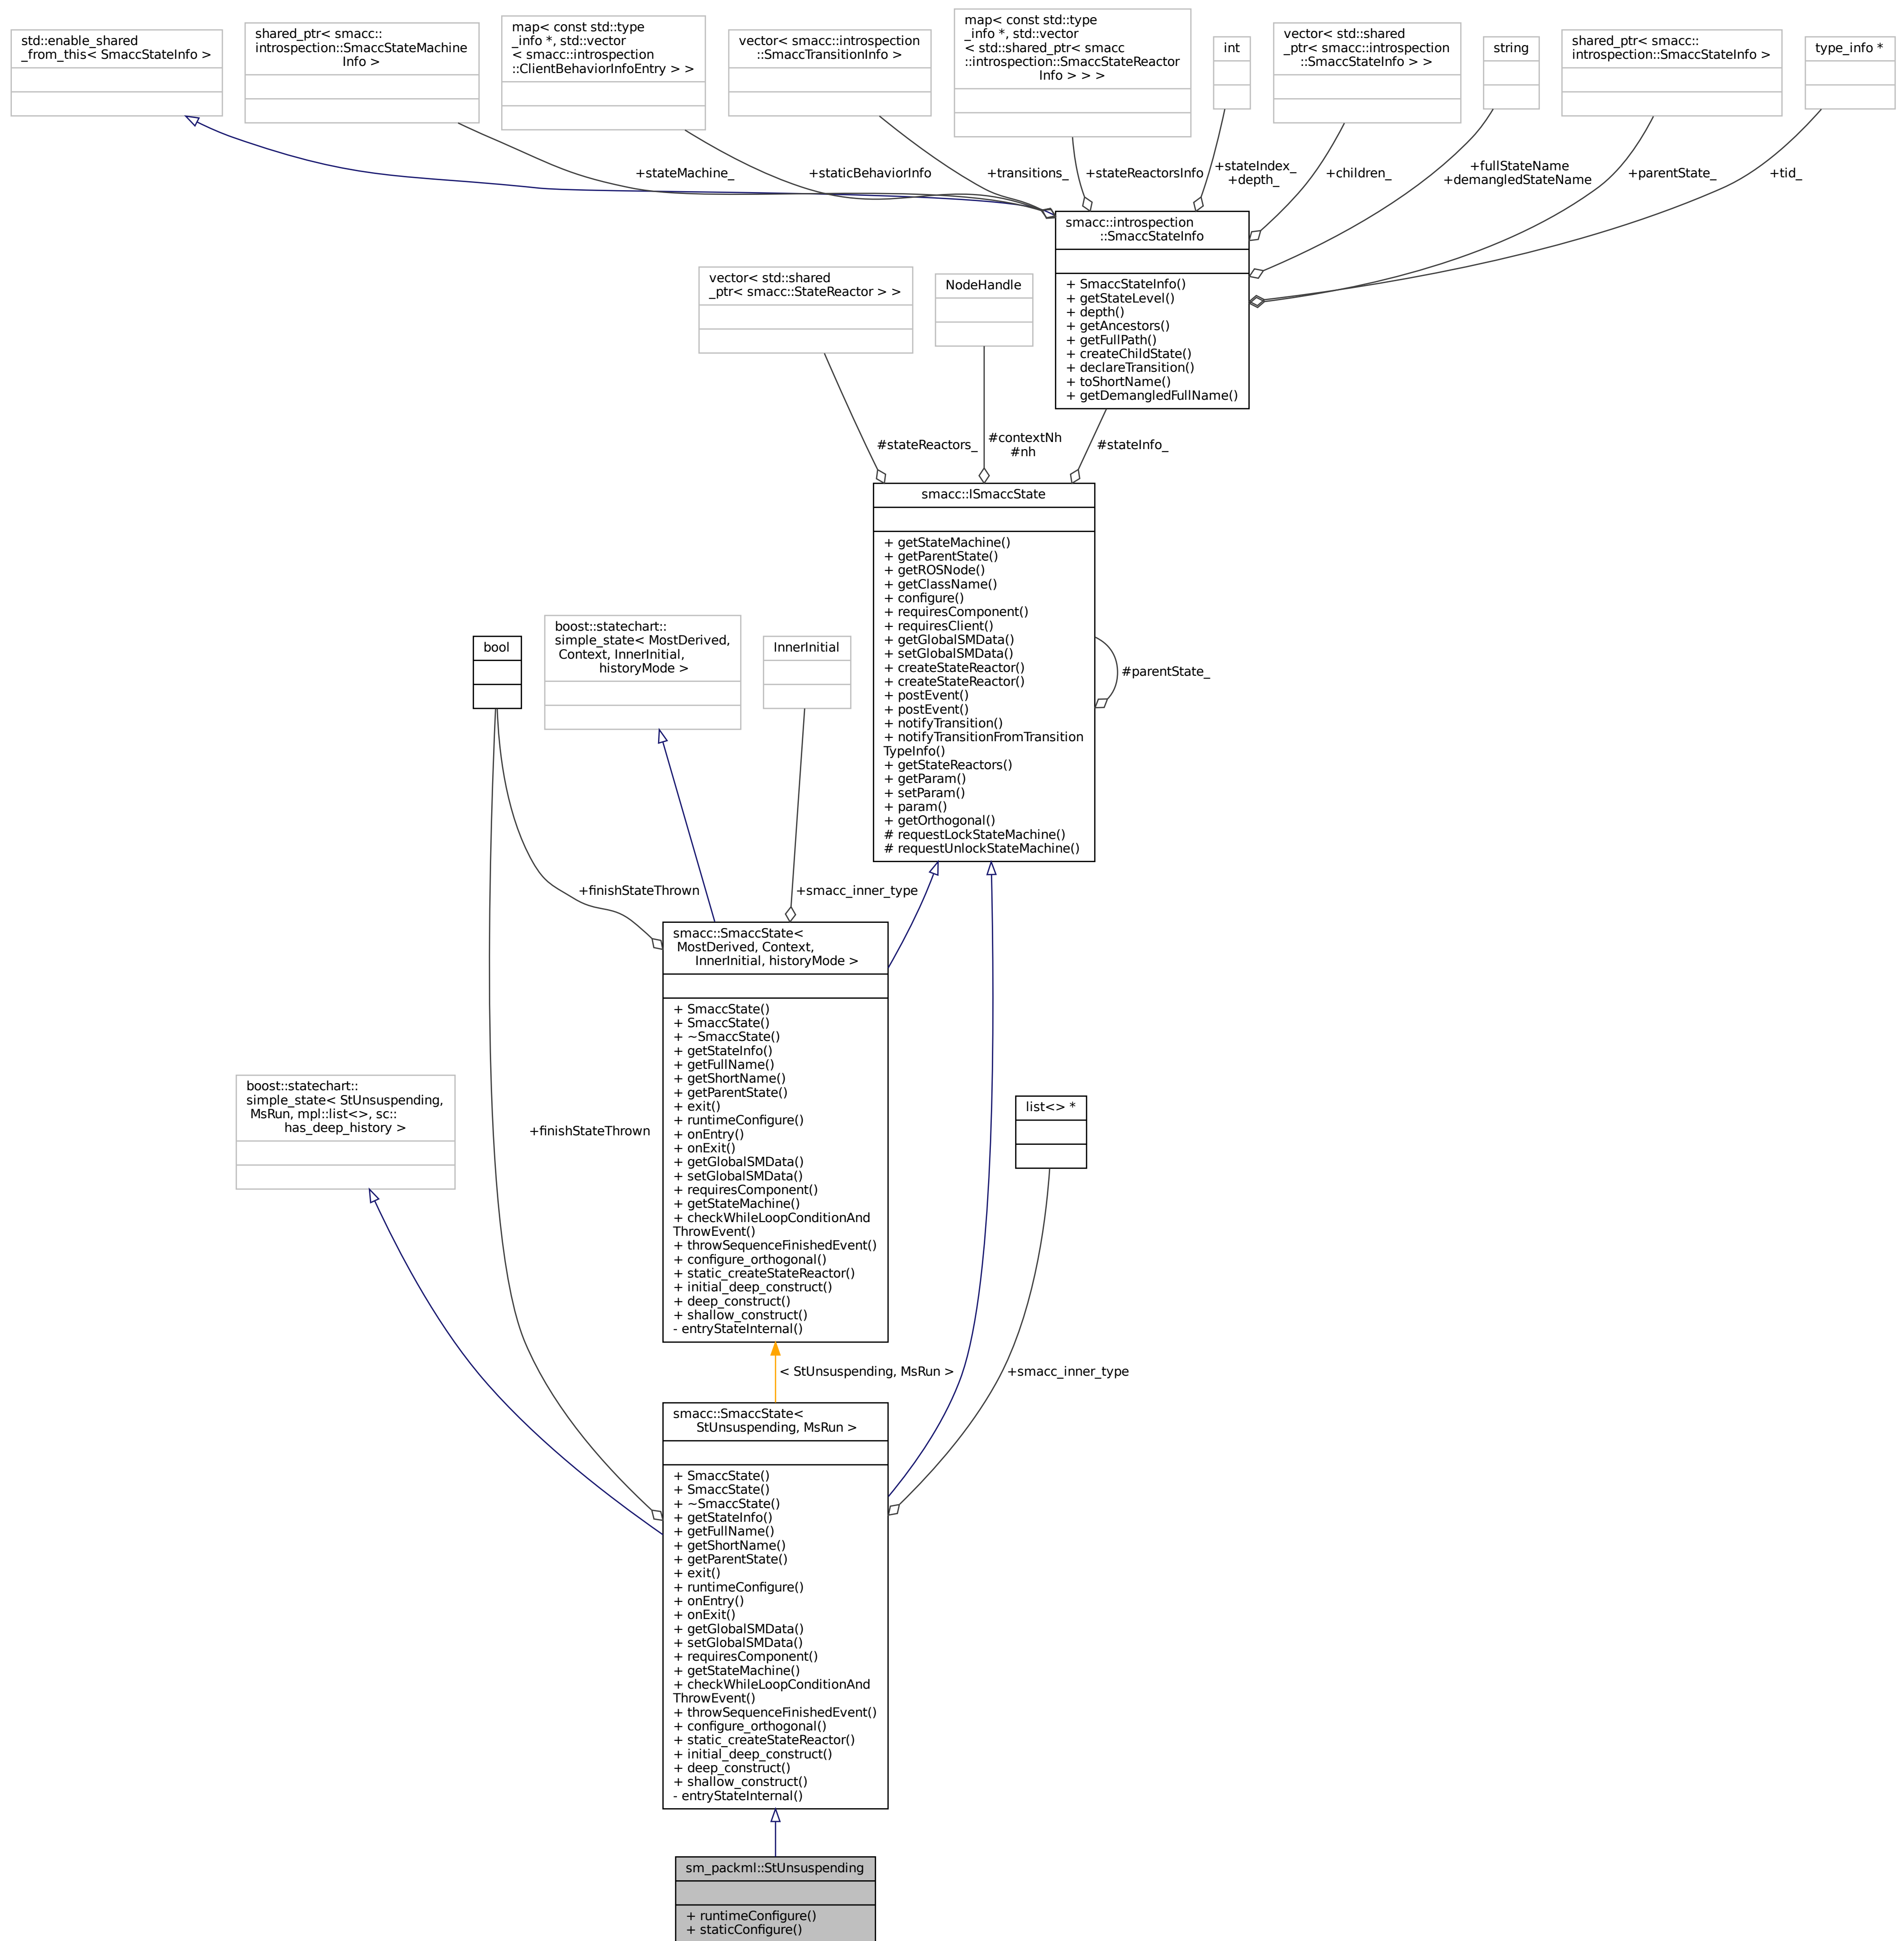 std::enable_shared
_from_this< SmaccStateInfo >
shared_ptr< smacc::
introspection::SmaccStateMachine
Info >
map< const std::type
_info *, std::vector
< smacc::introspection
::ClientBehaviorInfoEntry > >
vector< smacc::introspection
::SmaccTransitionInfo >
map< const std::type
_info *, std::vector
< std::shared_ptr< smacc
::introspection::SmaccStateReactor
Info > > >
int
vector< std::shared
_ptr< smacc::introspection
::SmaccStateInfo > >
string
shared_ptr< smacc::
introspection::SmaccStateInfo >
type_info *
+stateMachine_
+staticBehaviorInfo
+transitions_
+stateReactorsInfo
+stateIndex_
+depth_
+children_
+fullStateName
+demangledStateName
+parentState_
+tid_
smacc::introspection
::SmaccStateInfo
+ SmaccStateInfo()
+ getStateLevel()
+ depth()
+ getAncestors()
+ getFullPath()
+ createChildState()
+ declareTransition()
+ toShortName()
+ getDemangledFullName()
vector< std::shared
_ptr< smacc::StateReactor > >
NodeHandle
#stateReactors_
#contextNh
#nh
#stateInfo_
smacc::ISmaccState
+ getStateMachine()
+ getParentState()
+ getROSNode()
+ getClassName()
+ configure()
+ requiresComponent()
+ requiresClient()
+ getGlobalSMData()
+ setGlobalSMData()
+ createStateReactor()
+ createStateReactor()
+ postEvent()
+ postEvent()
+ notifyTransition()
+ notifyTransitionFromTransition
TypeInfo()
+ getStateReactors()
+ getParam()
+ setParam()
+ param()
+ getOrthogonal()
# requestLockStateMachine()
# requestUnlockStateMachine()
#parentState_
bool
boost::statechart::
simple_state< MostDerived,
Context, InnerInitial,
historyMode >
InnerInitial
+finishStateThrown
+smacc_inner_type
smacc::SmaccState<
MostDerived, Context,
InnerInitial, historyMode >
+ SmaccState()
+ SmaccState()
+ ~SmaccState()
+ getStateInfo()
+ getFullName()
+ getShortName()
+ getParentState()
+ exit()
+ runtimeConfigure()
+ onEntry()
+ onExit()
+ getGlobalSMData()
+ setGlobalSMData()
+ requiresComponent()
+ getStateMachine()
+ checkWhileLoopConditionAnd
ThrowEvent()
+ throwSequenceFinishedEvent()
+ configure_orthogonal()
+ static_createStateReactor()
+ initial_deep_construct()
+ deep_construct()
+ shallow_construct()
- entryStateInternal()
boost::statechart::
simple_state< StUnsuspending,
MsRun, mpl::list<>, sc::
has_deep_history >
+finishStateThrown
list<> *
< StUnsuspending, MsRun >
+smacc_inner_type
smacc::SmaccState<
StUnsuspending, MsRun >
+ SmaccState()
+ SmaccState()
+ ~SmaccState()
+ getStateInfo()
+ getFullName()
+ getShortName()
+ getParentState()
+ exit()
+ runtimeConfigure()
+ onEntry()
+ onExit()
+ getGlobalSMData()
+ setGlobalSMData()
+ requiresComponent()
+ getStateMachine()
+ checkWhileLoopConditionAnd
ThrowEvent()
+ throwSequenceFinishedEvent()
+ configure_orthogonal()
+ static_createStateReactor()
+ initial_deep_construct()
+ deep_construct()
+ shallow_construct()
- entryStateInternal()
sm_packml::StUnsuspending
+ runtimeConfigure()
+ staticConfigure()